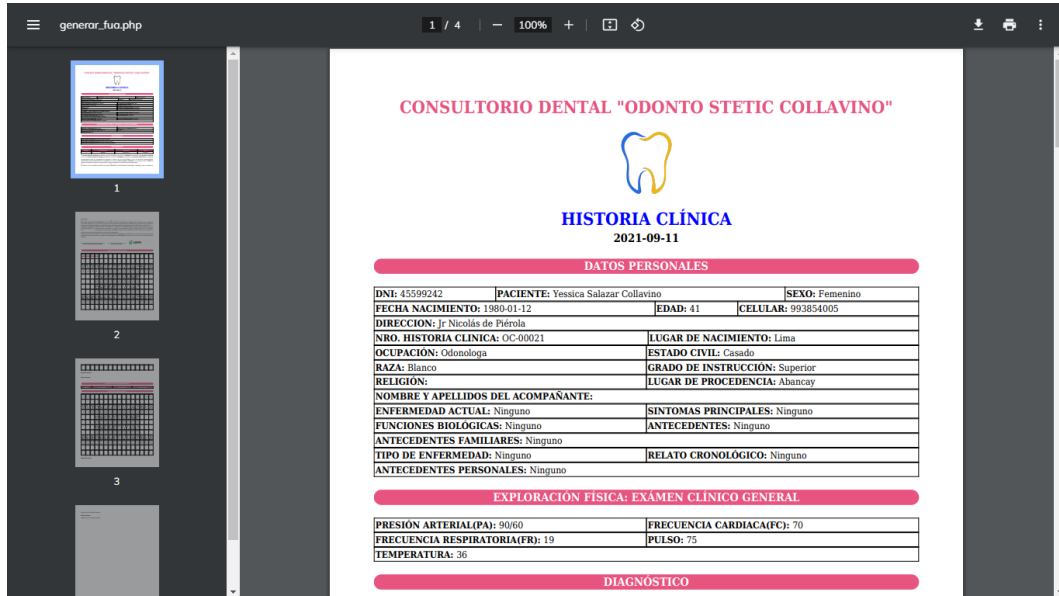 generar_fua.php
1 / 4
100%
1
2
3
CONSULTORIO DENTAL "ODONTO STETIC COLLAVINO"
HISTORIA CLÍNICA
2021-09-11
DATOS PERSONALES
DNI: 45599242 PACIENTE: Yessica Salazar Collavino SEXO: Femenino
FECHA NACIMIENTO: 1980-01-12 EDAD: 41 CELULAR: 993854005
DIRECCION: Jr Nicolás de Piérola
NRO. HISTORIA CLINICA: OC-00021 LUGAR DE NACIMIENTO: Lima
OCUPACIÓN: Odonologa ESTADO CIVIL: Casado
RAZA: Blanco GRADO DE INSTRUCCIÓN: Superior
RELIGIÓN: LUGAR DE PROCEDENCIA: Abancay
NOMBRE Y APELLIDOS DEL ACOMPAÑANTE:
ENFERMEDAD ACTUAL: Ninguno SINTOMAS PRINCIPALES: Ninguno
FUNCIONES BIOLÓGICAS: Ninguno ANTECEDENTES: Ninguno
ANTECEDENTES FAMILIARES: Ninguno
TIPO DE ENFERMEDAD: Ninguno RELATO CRONOLÓGICO: Ninguno
ANTECEDENTES PERSONALES: Ninguno
EXPLORACIÓN FÍSICA: EXÁMEN CLÍNICO GENERAL
PRESIÓN ARTERIAL(PA): 90/60 FRECUENCIA CARDIACA(FC): 70
FRECUENCIA RESPIRATORIA(FR): 19 PULSO: 75
TEMPERATURA: 36
DIAGNÓSTICO